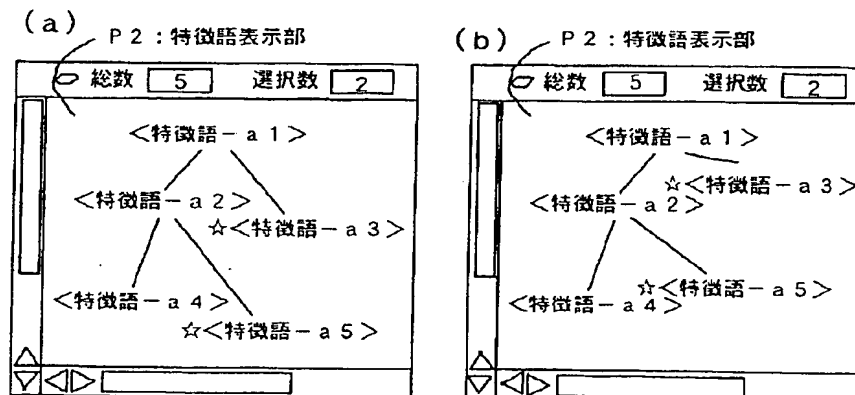 (a)
P2：特徴語表示部
総数 5 選択数 2
＜特徴語－a1＞
＜特徴語－a2＞
☆＜特徴語－a3＞
＜特徴語－a4＞
☆＜特徴語－a5＞
(b)
P2：特徴語表示部
総数 5 選択数 2
＜特徴語－a1＞
☆＜特徴語－a3＞
＜特徴語－a2＞
☆＜特徴語－a5＞
＜特徴語－a4＞